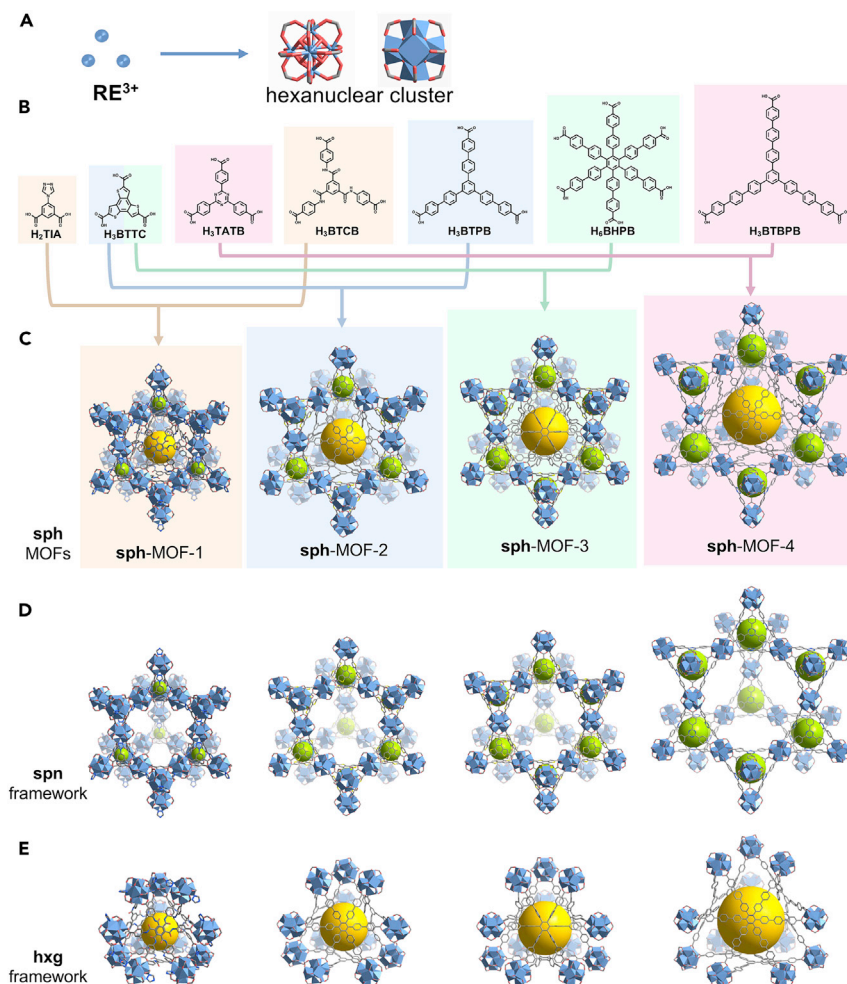 A
RE3+
hexanuclear cluster
B
H2TIA
H3BTTC
H3TATB
H3BTCB
H3BTPB
H6BHPB
H3BTBPB
C
sph
MOFs
sph-MOF-1
sph-MOF-2
sph-MOF-3
sph-MOF-4
D
spn
framework
E
hxg
framework